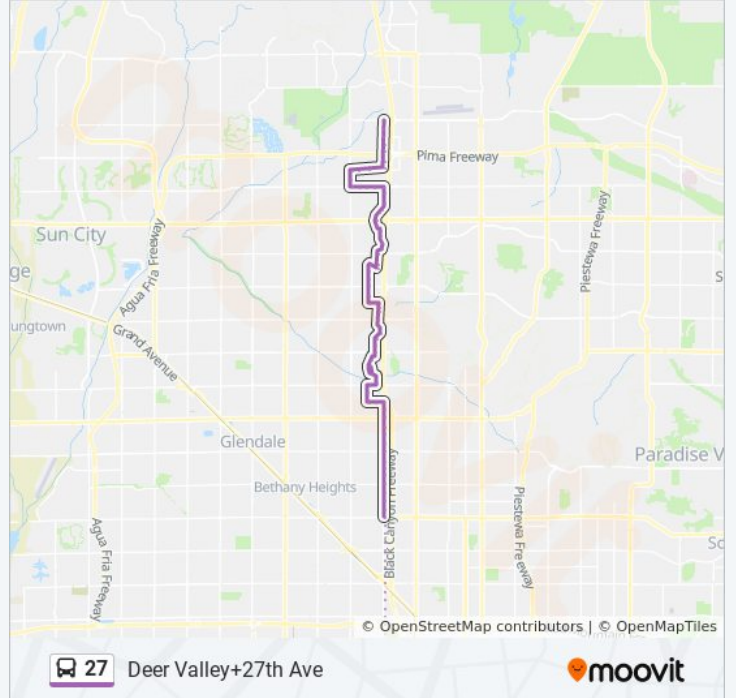 Pima Freeway
Sun City
Agua Fria Freeway
Piestewa Freeway
ge
S
ungtown
Grand Avenue
Glendale
Paradise V
Bethany Heights
Black Canyon Freeway
Piestewa Freeway
Agua Fria Freeway
Sc
© OpenStreetMap contributors | © OpenMapTiles
27 Deer Valley+27th Ave
moovit